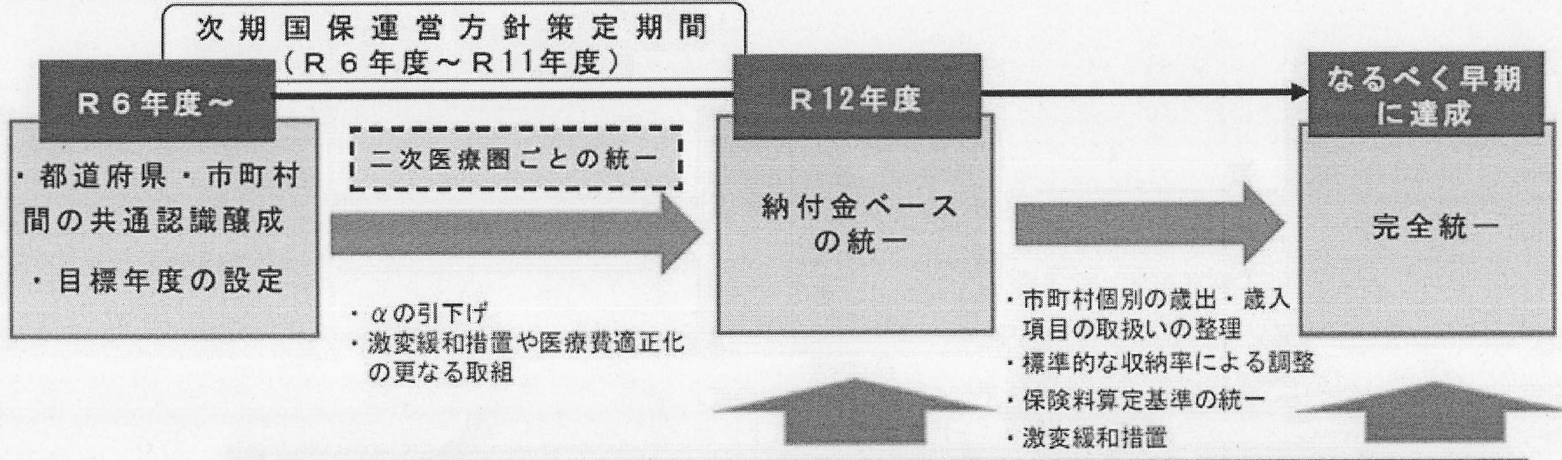 次期国保運営方針策定期間
(R6年度～R11年度)
R6年度～
・都道府県・市町村
間の共通認識醸成
・目標年度の設定
二次医療圏ごとの統一
・αの引下げ
・激変緩和措置や医療費適正化
の更なる取組
R12年度
納付金ベース
の統一
・市町村個別の歳出・歳入
項目の取扱いの整理
・標準的な収納率による調整
・保険料算定基準の統一
・激変緩和措置
なるべく早期
に達成
完全統一